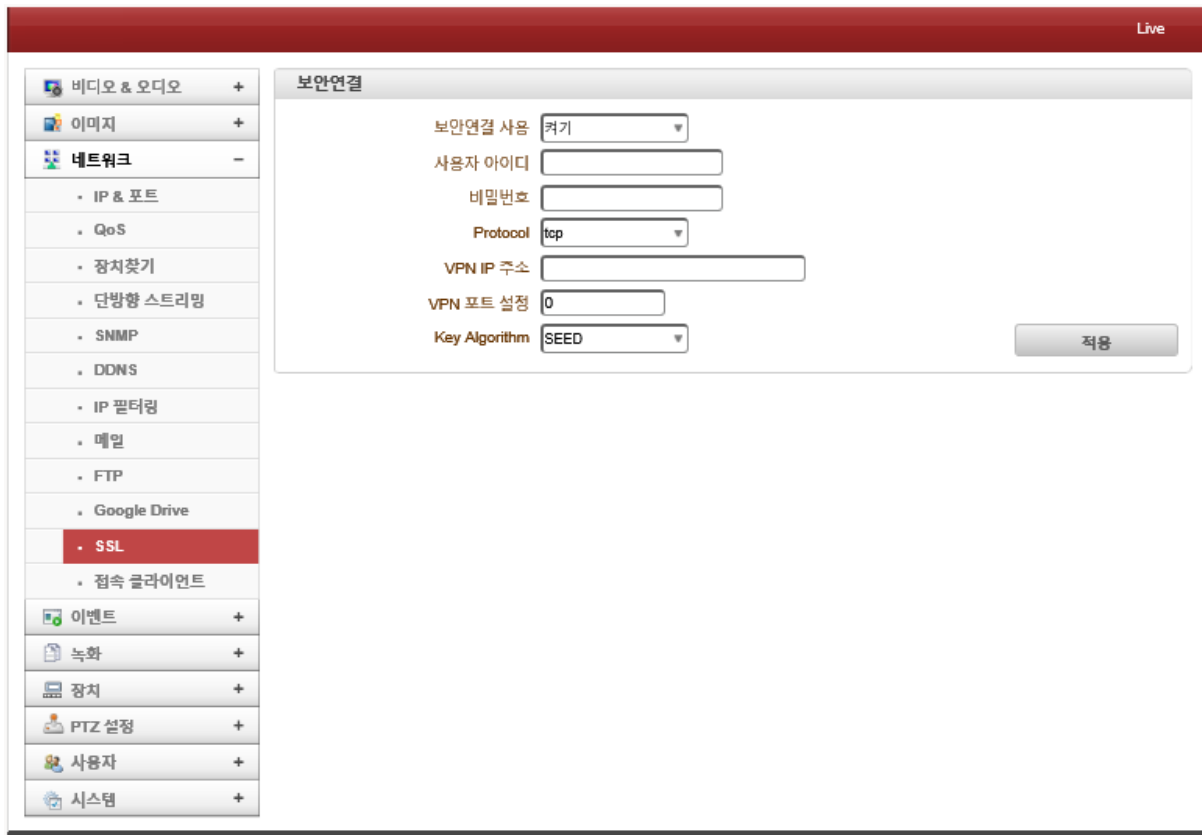 Live
비디오 & 오디오 +
이미지 +
네트워크 -
IP & 포트
QoS
장치찾기
단방향 스트리밍
SNMP
DDNS
IP 필터링
메일
FTP
Google Drive
SSL
접속 클라이언트
이벤트 +
녹화 +
장치 +
PTZ 설정 +
사용자 +
시스템 +
보안연결
보안연결 사용 켜기
사용자 아이디
비밀번호
Protocol tcp
VPN IP 주소
VPN 포트 설정 0
Key Algorithm SEED
적용